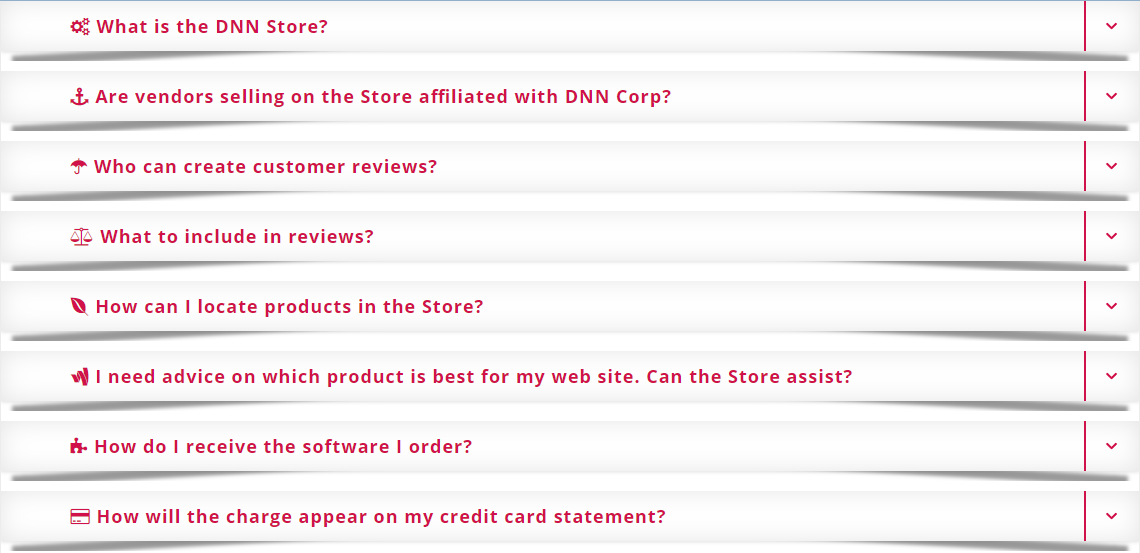 What is the DNN Store?
Are vendors selling on the Store affiliated with DNN Corp?
Who can create customer reviews?
What to include in reviews?
How can I locate products in the Store?
I need advice on which product is best for my web site. Can the Store assist?
How do I receive the software I order?
How will the charge appear on my credit card statement?